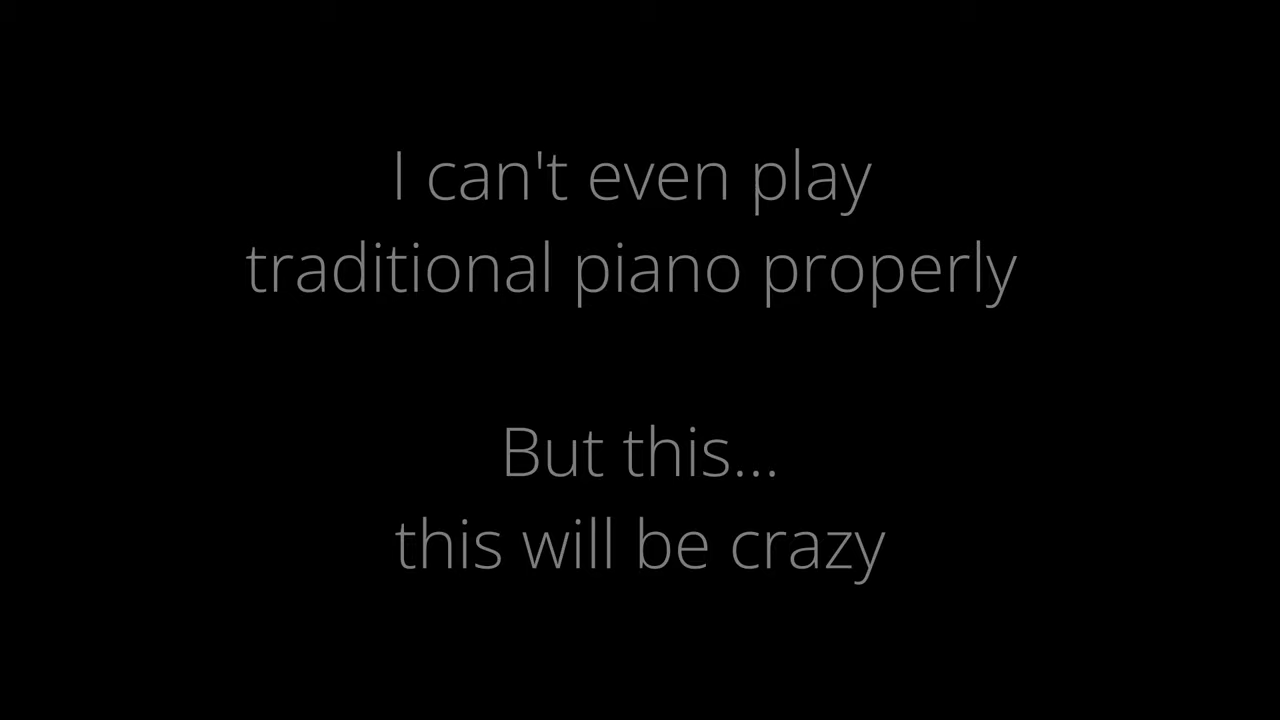 I can't even play
traditional piano properly
But this...
this will be crazy